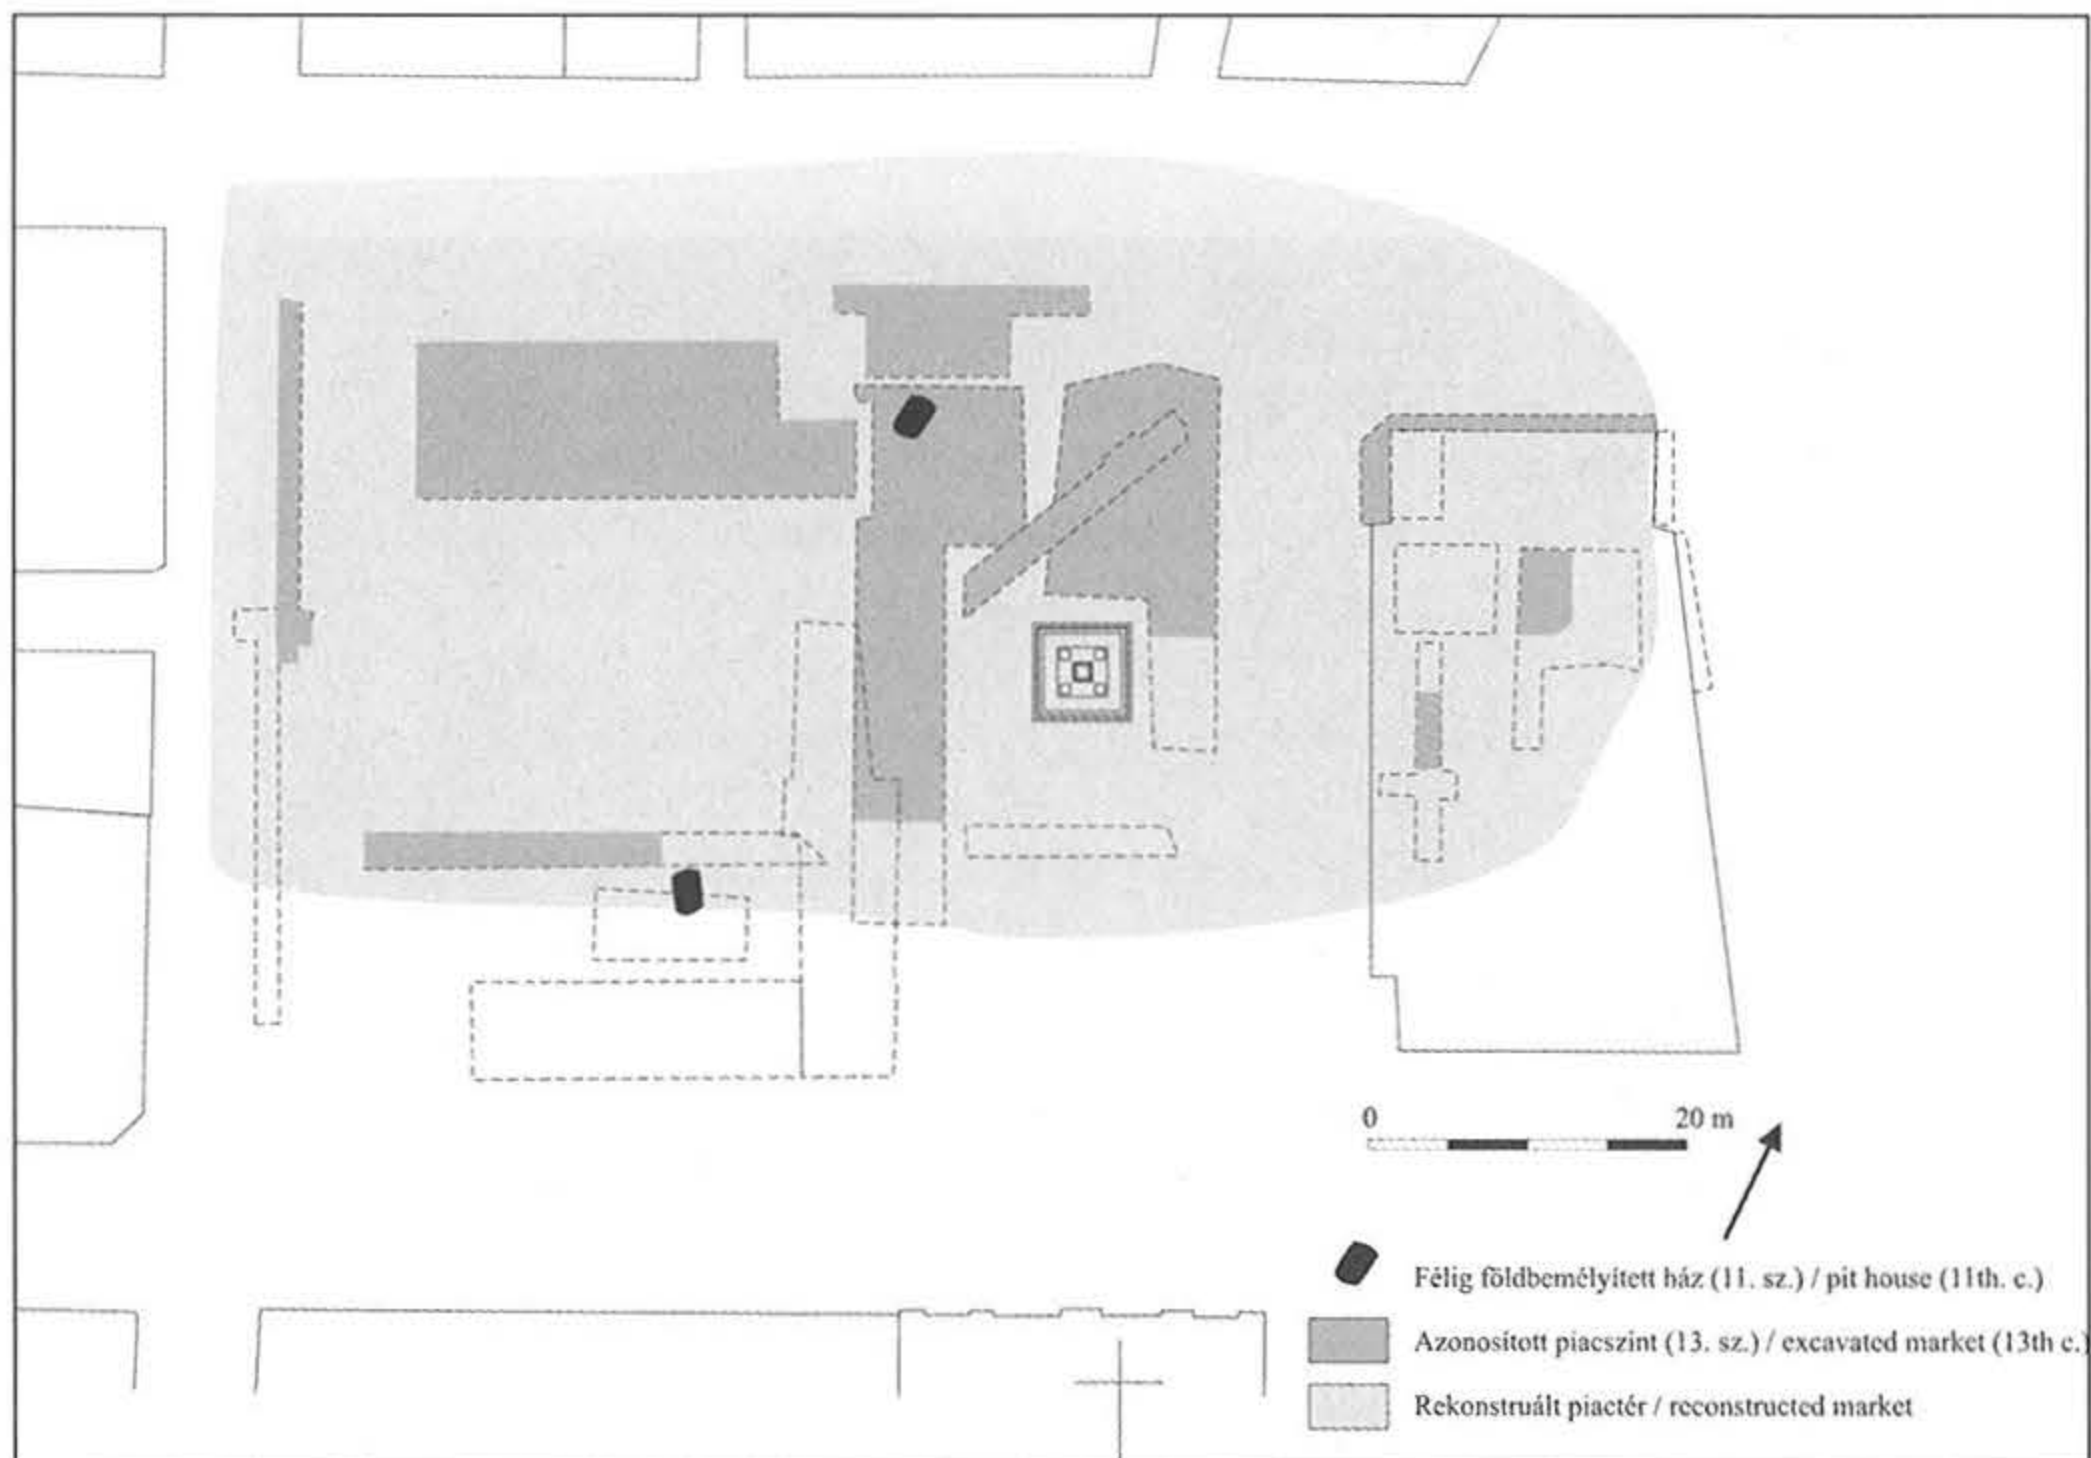 0 20 m
Félig földbemélyített ház (11. sz.) / pit house (11th. c.)
Azonosított piacszint (13. sz.) / excavated market (13th c.)
Rekonstruált piactér / reconstructed market